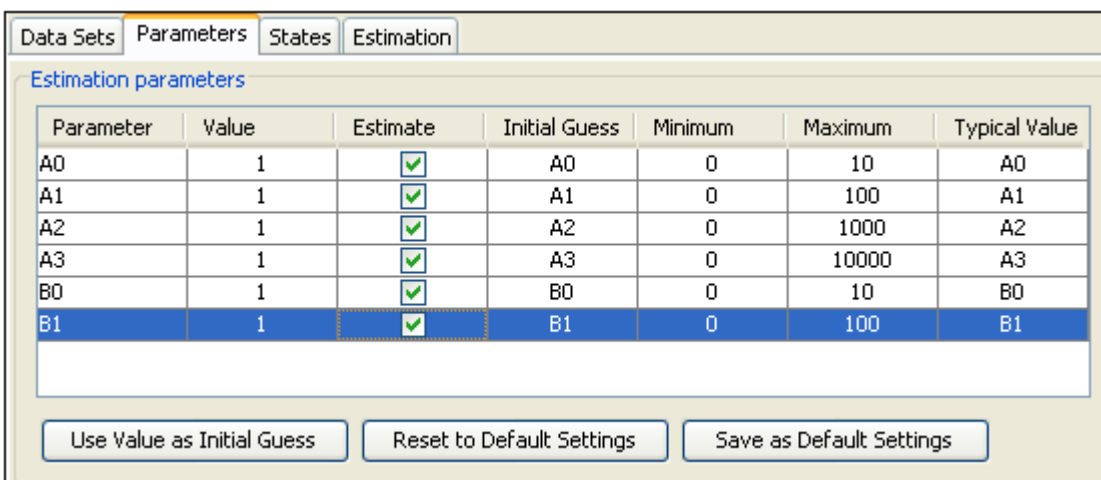 Data Sets Parameters States Estimation
Estimation parameters
Parameter Value Estimate Initial Guess Minimum Maximum Typical Value
A0 1 A0 0 10 A0
A1 1 A1 0 100 A1
A2 1 A2 0 1000 A2
A3 1 A3 0 10000 A3
B0 1 B0 0 10 B0
B1 1 B1 0 100 B1
Use Value as Initial Guess Reset to Default Settings Save as Default Settings